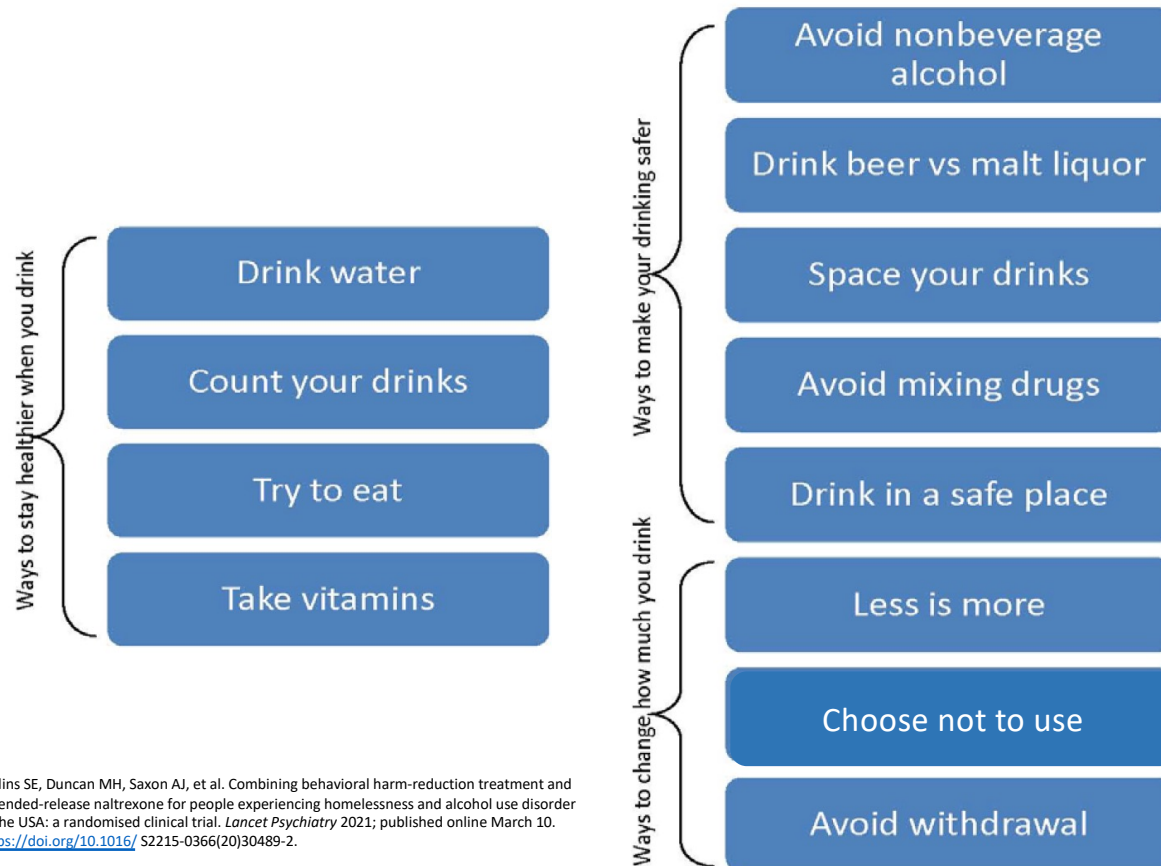 Ways to stay healthier when you drink
Drink water
Count your drinks
Try to eat
Take vitamins
Ways to make your drinking safer
Avoid nonbeverage
alcohol
Drink beer vs malt liquor
Space your drinks
Avoid mixing drugs
Drink in a safe place
Ways to change how much you drink
Less is more
Choose not to use
Avoid withdrawal
lins SE, Duncan MH, Saxon AJ, et al. Combining behavioral harm-reduction treatment and
ended-release naltrexone for people experiencing homelessness and alcohol use disorder
he USA: a randomised clinical trial. Lancet Psychiatry 2021; published online March 10.
ps://doi.org/10.1016/ S2215-0366(20)30489-2.